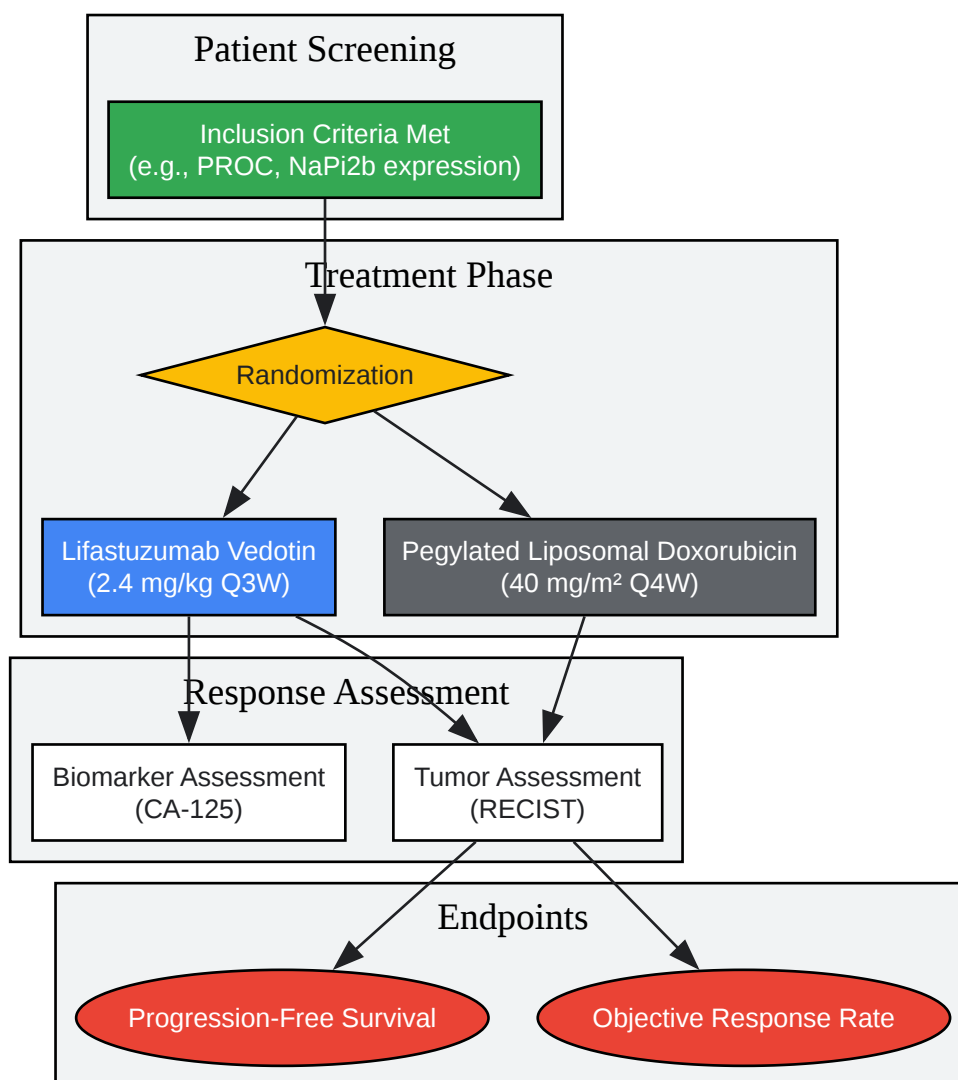 Patient Screening
Inclusion Criteria Met
(e.g., PROC, NaPi2b expression)
Treatment Phase
Randomization
Lifastuzumab Vedotin
(2.4 mg/kg Q3W)
Pegylated Liposomal Doxorubicin
(40 mg/m² Q4W)
Response Assessment
Biomarker Assessment
(CA-125)
Tumor Assessment
(RECIST)
Endpoints
Progression-Free Survival
Objective Response Rate